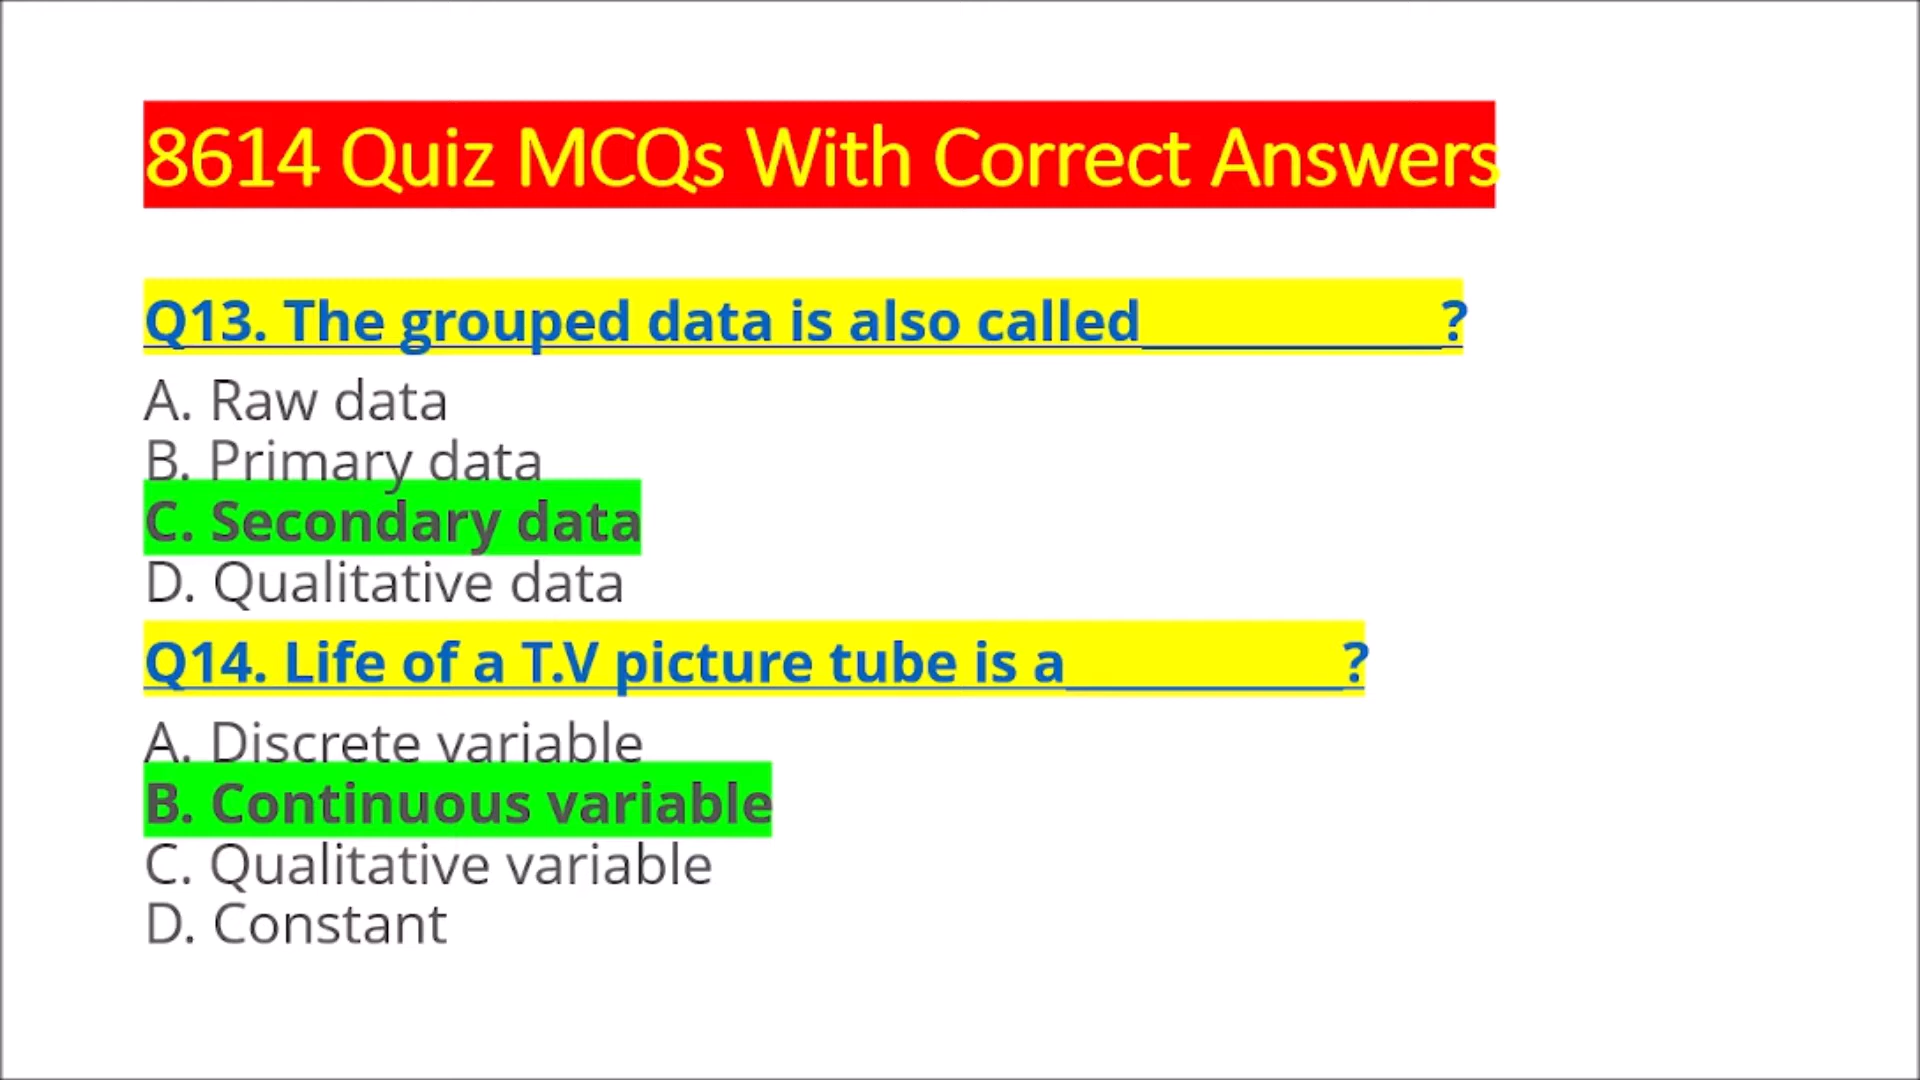 8614 Quiz MCQs With Correct Answers
Q13. The grouped data is also called___________?
A. Raw data
B. Primary data
C. Secondary data
D. Qualitative data
Q14. Life of a T.V picture tube is a__________?
A. Discrete variable
B. Continuous variable
C. Qualitative variable
D. Constant